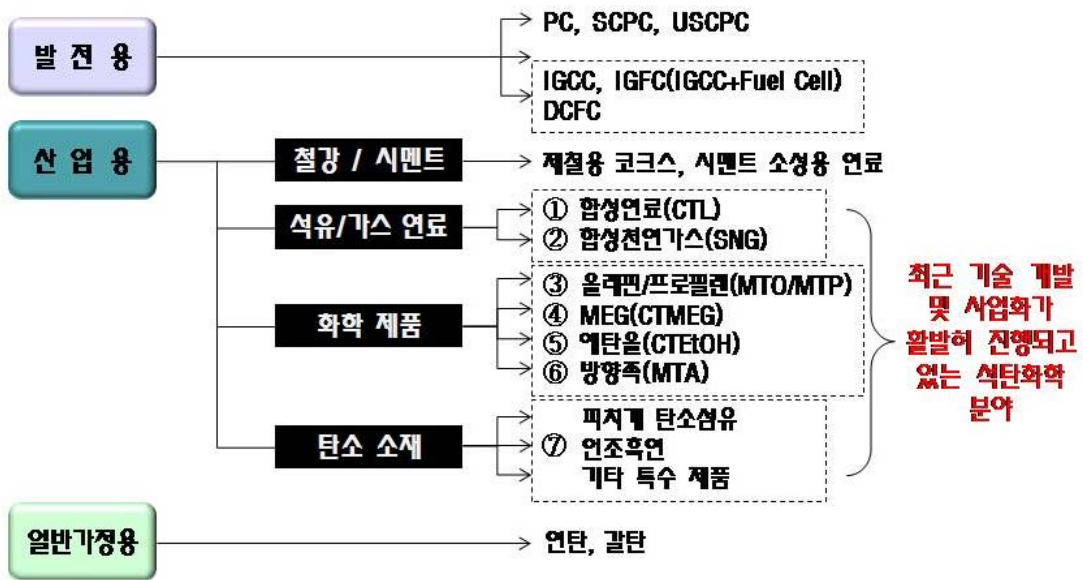 발 전 용
PC, SCPC, USCPC
IGCC, IGFC(IGCC+Fuel Cell)
DCFC
산 업 용
철강 / 시멘트
제철용 코크스, 시멘트 소성용 연료
석유/가스 연료
① 합성연료(CTL)
② 합성천연가스(SNG)
화학 제품
③ 올레핀/프로필렌(MTO/MTP)
④ MEG(CTMEG)
⑤ 에탄올(CTEtOH)
⑥ 방향족(MTA)
탄소 소재
피치계 탄소섬유
⑦ 인조흑연
기타 특수 제품
최근 기술 개발
및 사업화가
활발히 진행되고
있는 석탄화학
분야
일반가정용
연탄, 갈탄